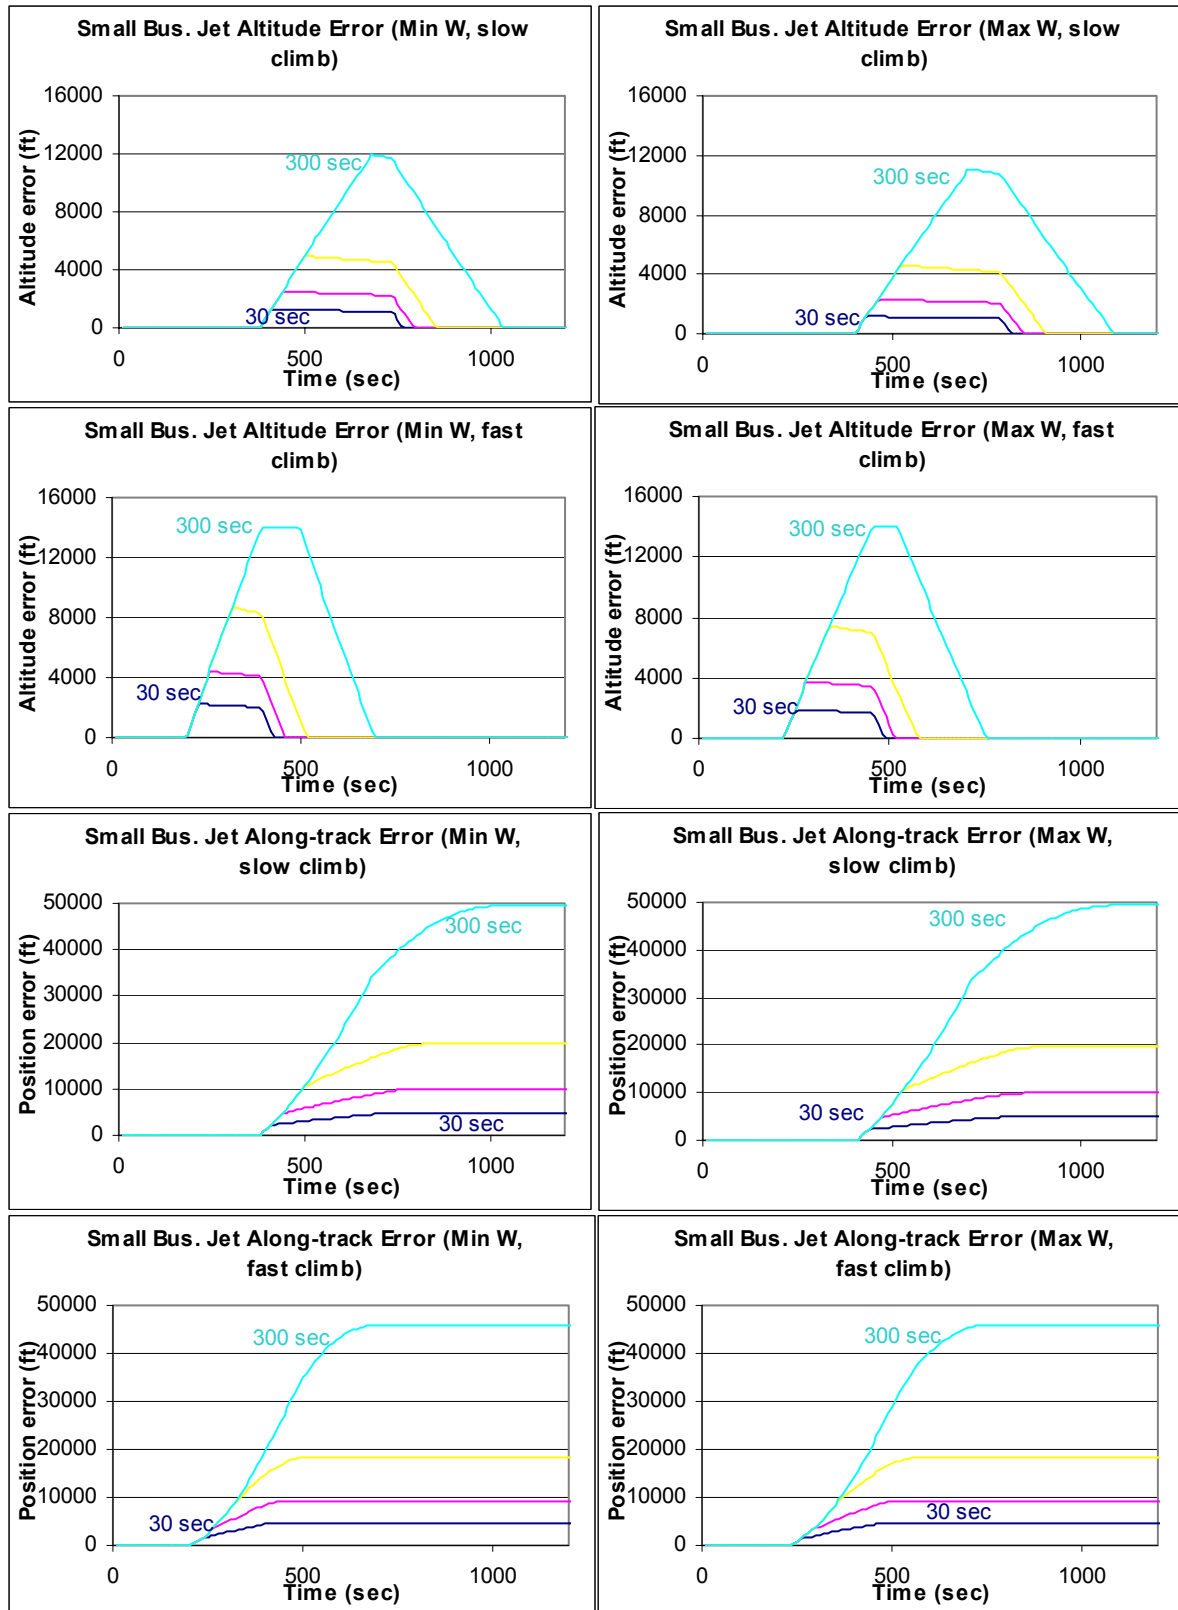 Small Bus. Jet Altitude Error (Min W, slow
climb)
16000
12000
8000
4000
0
Altitude error (ft)
300 sec
30 sec
0
500
1000
Time (sec)
Small Bus. Jet Altitude Error (Max W, slow
climb)
16000
12000
8000
4000
0
Altitude error (ft)
300 sec
30 sec
0
500
1000
Time (sec)
Small Bus. Jet Altitude Error (Min W, fast
climb)
16000
12000
8000
4000
0
Altitude error (ft)
300 sec
30 sec
0
500
1000
Time (sec)
Small Bus. Jet Altitude Error (Max W, fast
climb)
16000
12000
8000
4000
0
Altitude error (ft)
300 sec
30 sec
0
500
1000
Time (sec)
Small Bus. Jet Along-track Error (Min W,
slow climb)
50000
40000
30000
20000
10000
0
Position error (ft)
300 sec
30 sec
0
500
1000
Time (sec)
Small Bus. Jet Along-track Error (Max W,
slow climb)
50000
40000
30000
20000
10000
0
Position error (ft)
300 sec
30 sec
0
500
1000
Time (sec)
Small Bus. Jet Along-track Error (Min W,
fast climb)
50000
40000
30000
20000
10000
0
Position error (ft)
300 sec
30 sec
0
500
1000
Time (sec)
Small Bus. Jet Along-track Error (Max W,
fast climb)
50000
40000
30000
20000
10000
0
Position error (ft)
300 sec
30 sec
0
500
1000
Time (sec)